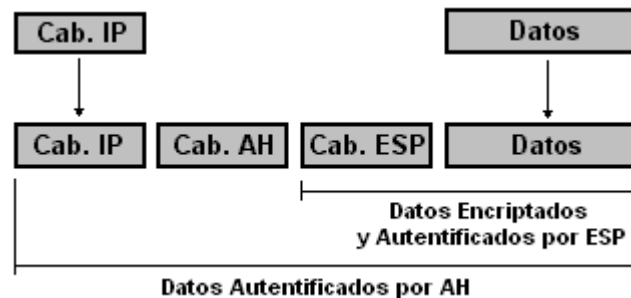 Cab. IP
Datos
Cab. IP
Cab. AH
Cab. ESP
Datos
Datos Encriptados
y Autentificados por ESP
Datos Autentificados por AH